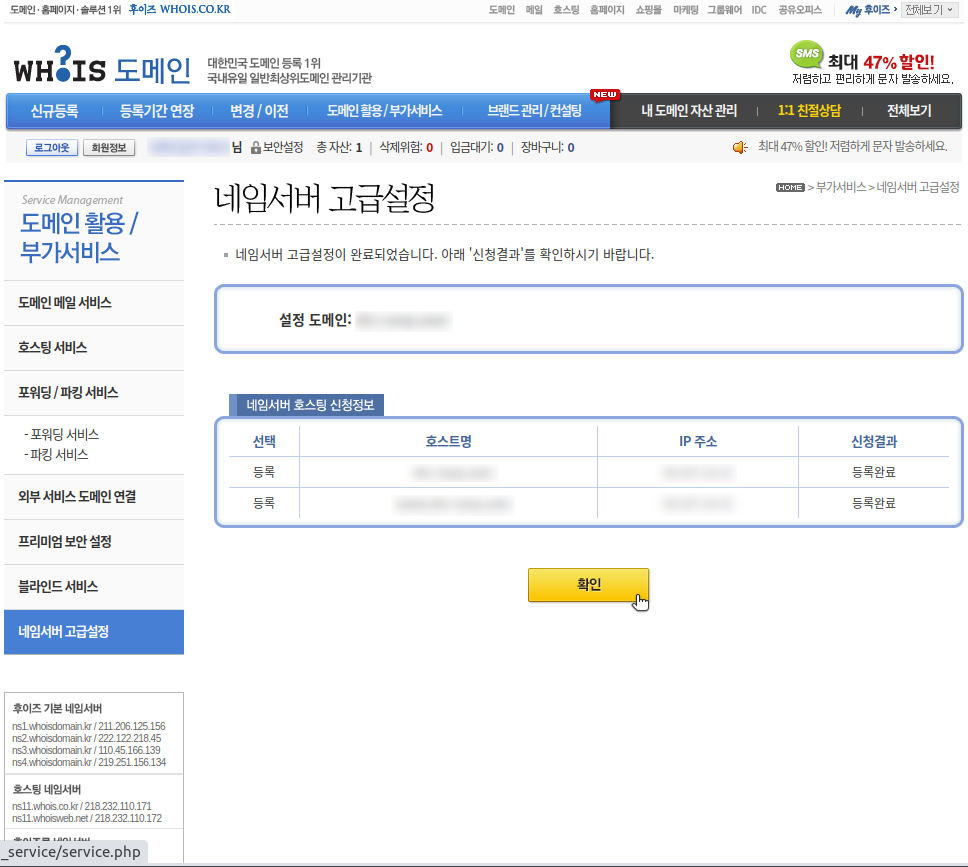 도메인 · 홈페이지 · 솔루션 1위 후이즈 WHOIS.CO.KR
도메인 메일 호스팅 홈페이지 쇼핑몰 마케팅 그룹웨어 IDC 공유오피스 My 후이즈 › 전체보기
WHOIS 도메인
대한민국 도메인 등록 1위
국내유일 일반최상위도메인 관리기관
SMS 최대 47% 할인!
저렴하고 편리하게 문자 발송하세요.
NEW
신규등록 등록기간 연장 변경 / 이전 도메인 활용 / 부가서비스 브랜드 관리 / 컨설팅 내 도메인 자산 관리 1:1 친절상담 전체보기
로그아웃 회원정보 님 보안설정 총 자산: 1 | 삭제위험: 0 | 입금대기: 0 | 장바구니: 0
최대 47% 할인! 저렴하게 문자 발송하세요.
Service Management
도메인 활용 /
부가서비스
도메인 메일 서비스
호스팅 서비스
포워딩 / 파킹 서비스
- 포워딩 서비스
- 파킹 서비스
외부 서비스 도메인 연결
프리미엄 보안 설정
블라인드 서비스
네임서버 고급설정
후이즈 기본 네임서버
ns1.whoisdomain.kr / 211.206.125.156
ns2.whoisdomain.kr / 222.122.218.45
ns3.whoisdomain.kr / 110.45.166.139
ns4.whoisdomain.kr / 219.251.156.134
호스팅 네임서버
ns11.whois.co.kr / 218.232.110.171
ns11.whoisweb.net / 218.232.110.172
_service/service.php
네임서버 고급설정
HOME > 부가서비스 > 네임서버 고급설정
네임서버 고급설정이 완료되었습니다. 아래 '신청결과'를 확인하시기 바랍니다.
설정 도메인:
네임서버 호스팅 신청정보
선택 호스트명 IP 주소 신청결과
등록 등록완료
등록 등록완료
확인